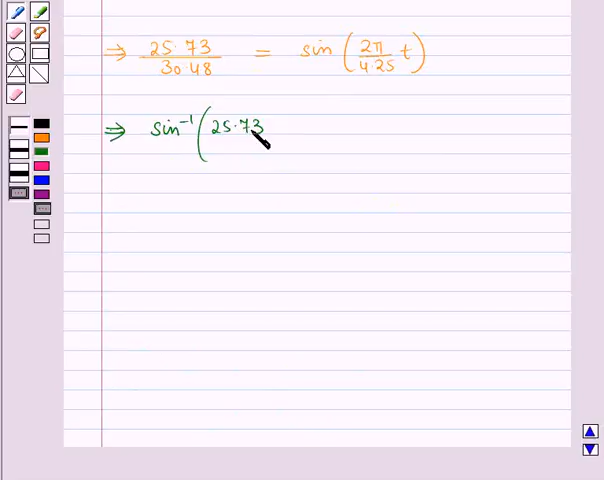 ⇒ 25.73/30.48 = sin(2π/4.25 t)
⇒ sin⁻¹(25.73